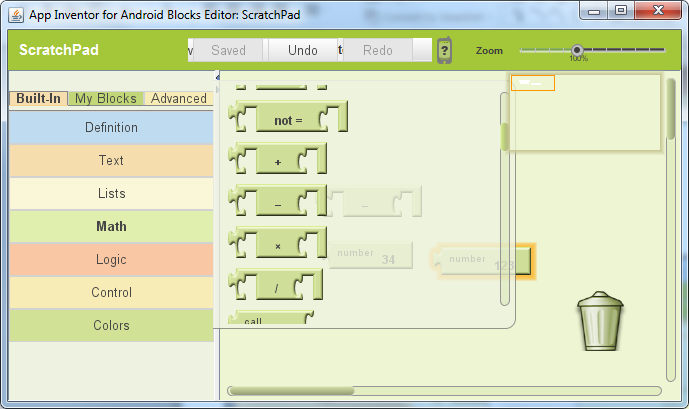 App Inventor for Android Blocks Editor: ScratchPad
ScratchPad
Saved Undo Redo
Zoom
100%
Built-In My Blocks Advanced
Definition
Text
Lists
Math
Logic
Control
Colors
not =
+
–
–
×
number 34
number 123
/
call